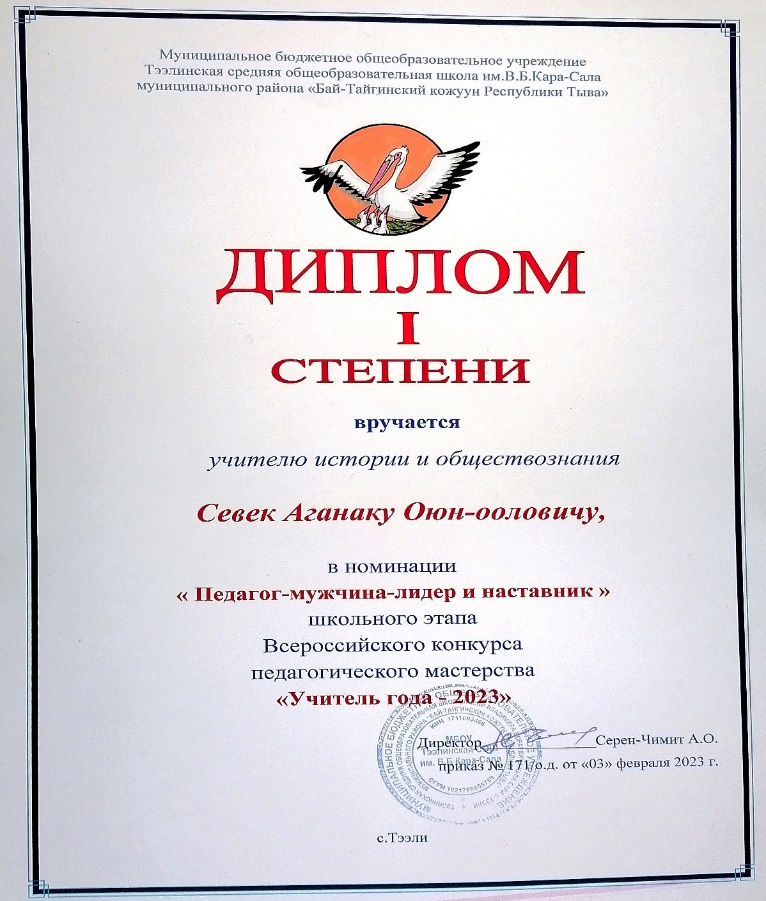 Муниципальное бюджетное общеобразовательное учреждение
Тээлинская средняя общеобразовательная школа им.В.Б.Кара-Сала
муниципального района «Бай-Тайгинский кожуун Республики Тыва»
ДИПЛОМ
I
СТЕПЕНИ
вручается
учителю истории и обществознания
Севек Аганаку Оюн-ооловичу,
в номинации
« Педагог-мужчина-лидер и наставник »
школьного этапа
Всероссийского конкурса
педагогического мастерства
«Учитель года - 2023»
Директор Серен-Чимит А.О.
приказ № 171/о.д. от «03» февраля 2023 г.
МБОУ
Тээлинская
им. В.Б.Кара-Сала
с.Тээли